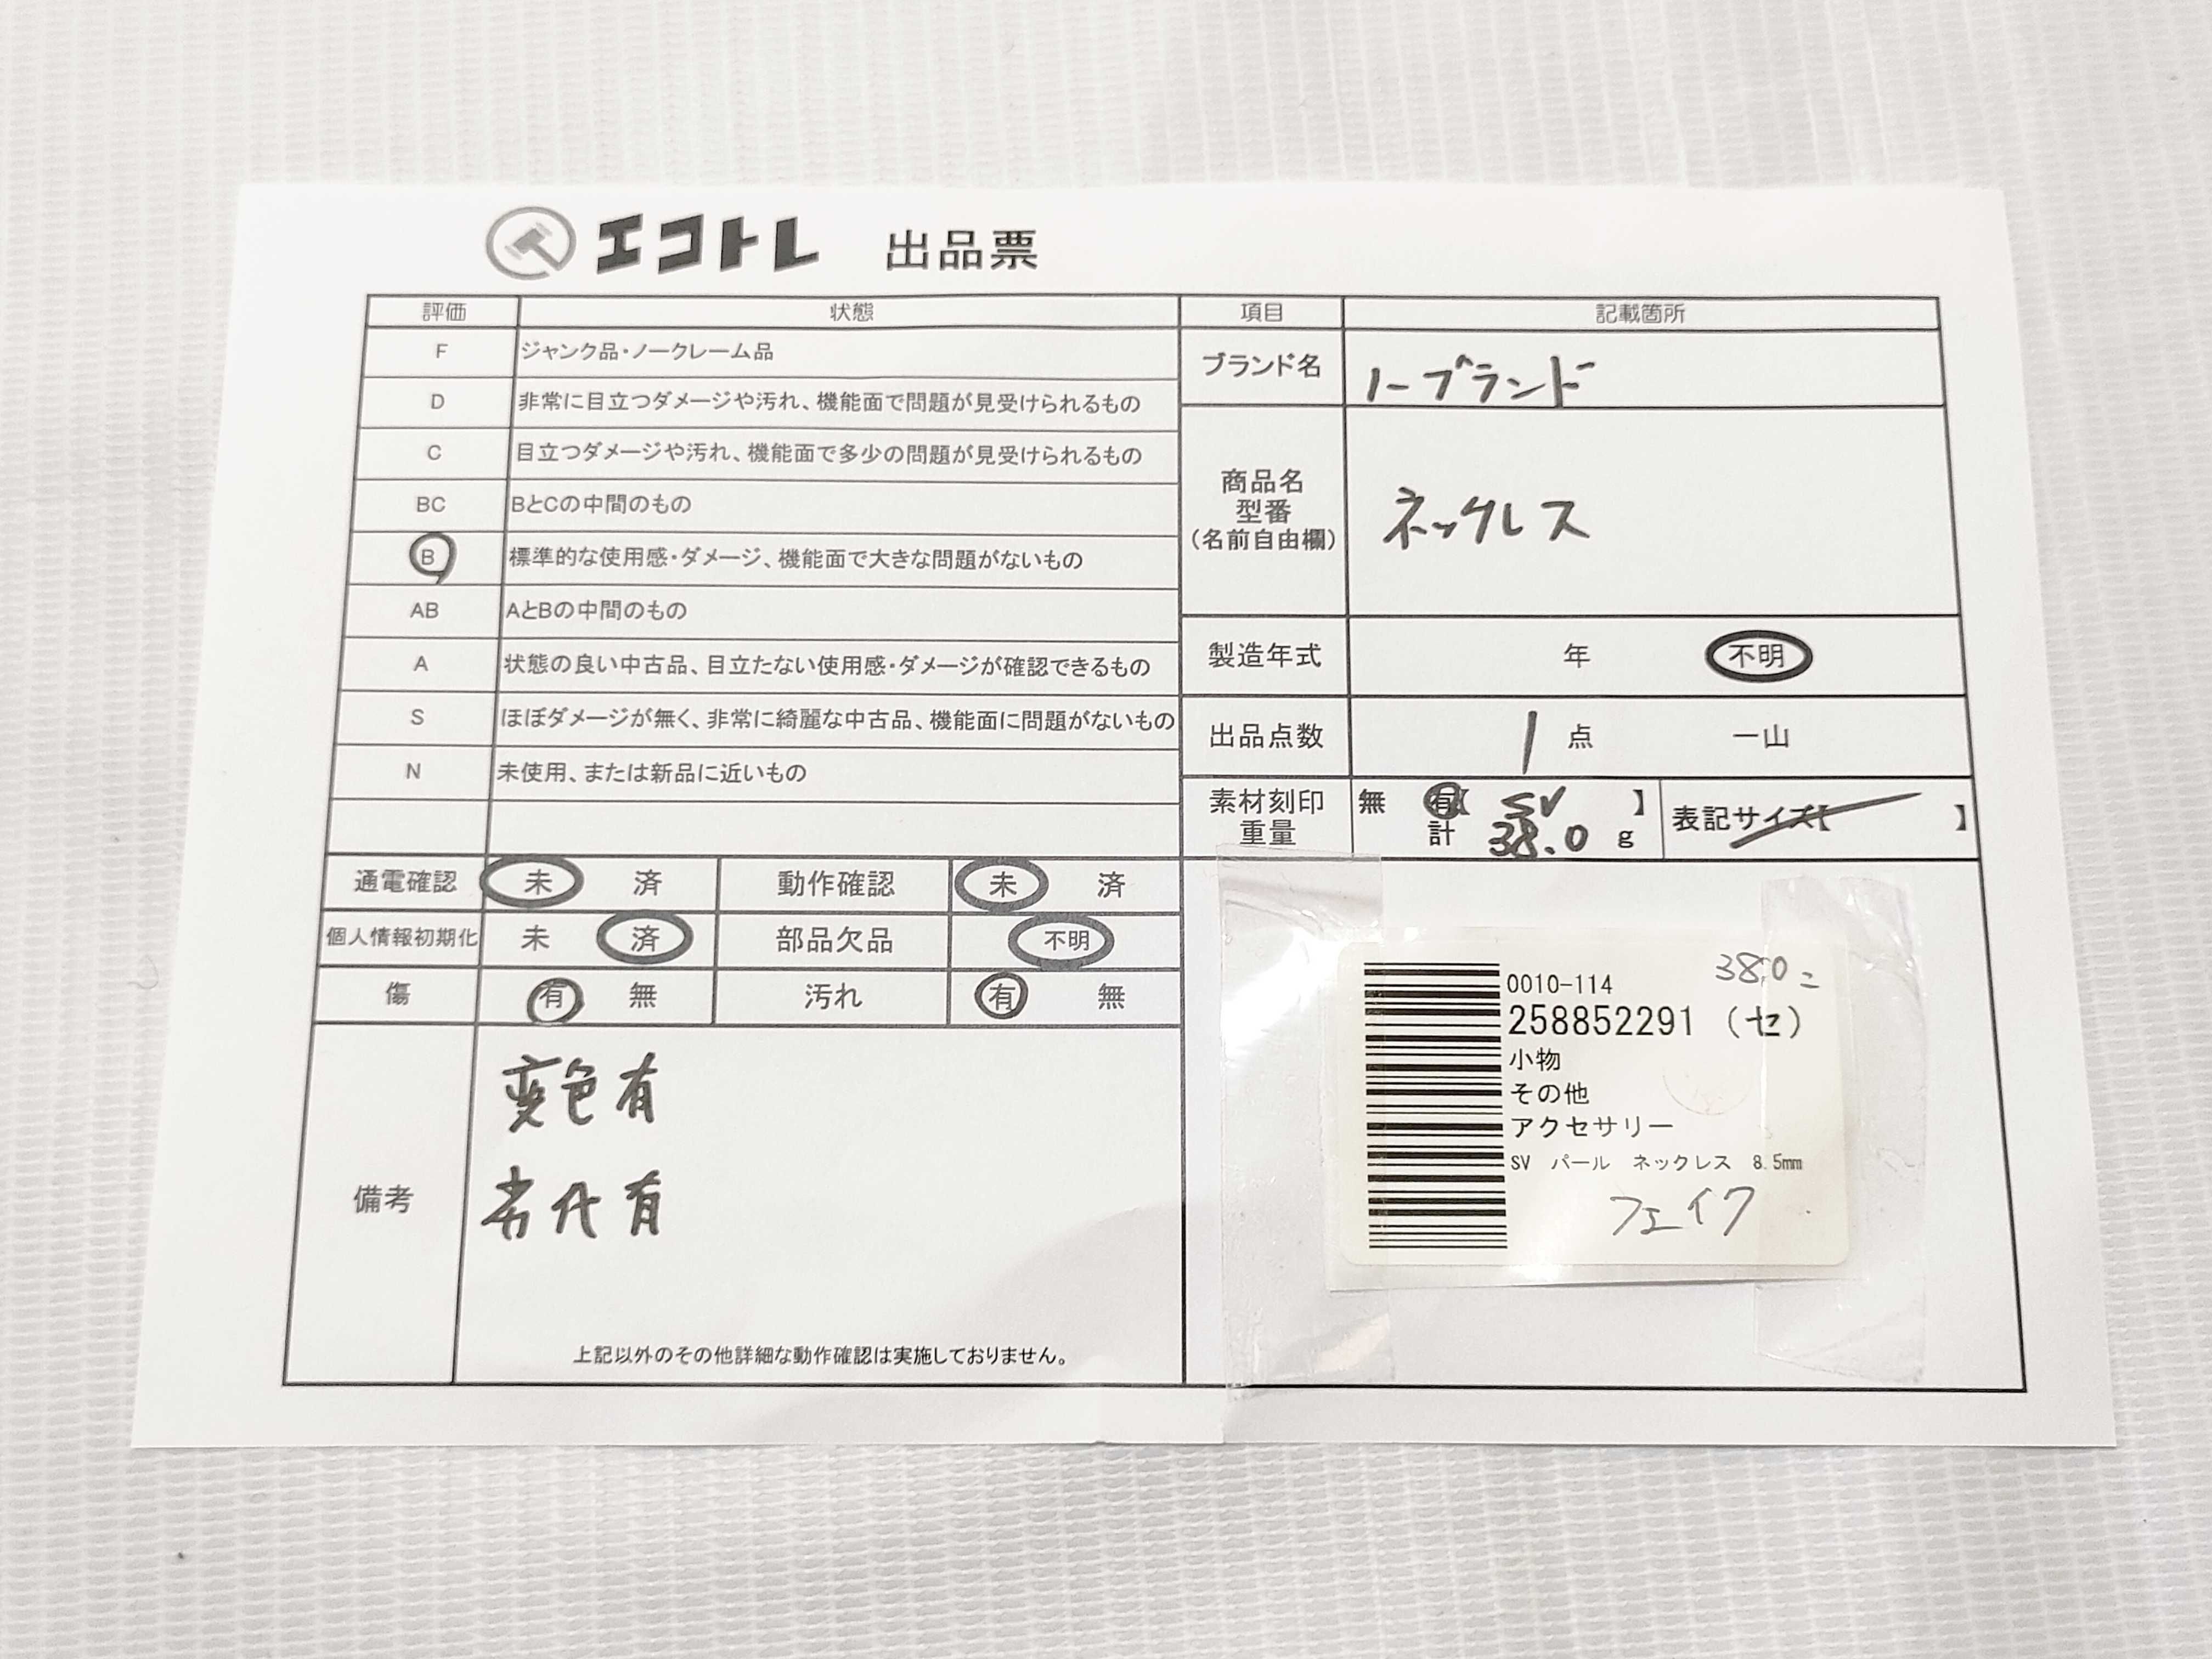 エコトレ 出品票
評価 状態 項目 記載箇所
F ジャンク品・ノークレーム品
D 非常に目立つダメージや汚れ、機能面で問題が見受けられるもの
C 目立つダメージや汚れ、機能面で多少の問題が見受けられるもの
BC BとCの中間のもの
B 標準的な使用感・ダメージ、機能面で大きな問題がないもの
AB AとBの中間のもの
A 状態の良い中古品、目立たない使用感・ダメージが確認できるもの
S ほぼダメージが無く、非常に綺麗な中古品、機能面に問題がないもの
N 未使用、または新品に近いもの
ブランド名 ノーブランド
商品名
型番
(名前自由欄)
ネックレス
製造年式 年 不明
出品点数 1 点 一山
素材刻印 無 有【 SV 】
重量 計 38.0 g
表記サイズ【 】
通電確認 未 済 動作確認 未 済
個人情報初期化 未 済 部品欠品 不明
傷 有 無 汚れ 有 無
備考
変色有
劣化有
上記以外のその他詳細な動作確認は実施しておりません。
0010-114 38.0
258852291 (セ)
小物
その他
アクセサリー
SV パール ネックレス 8.5mm
フェイク